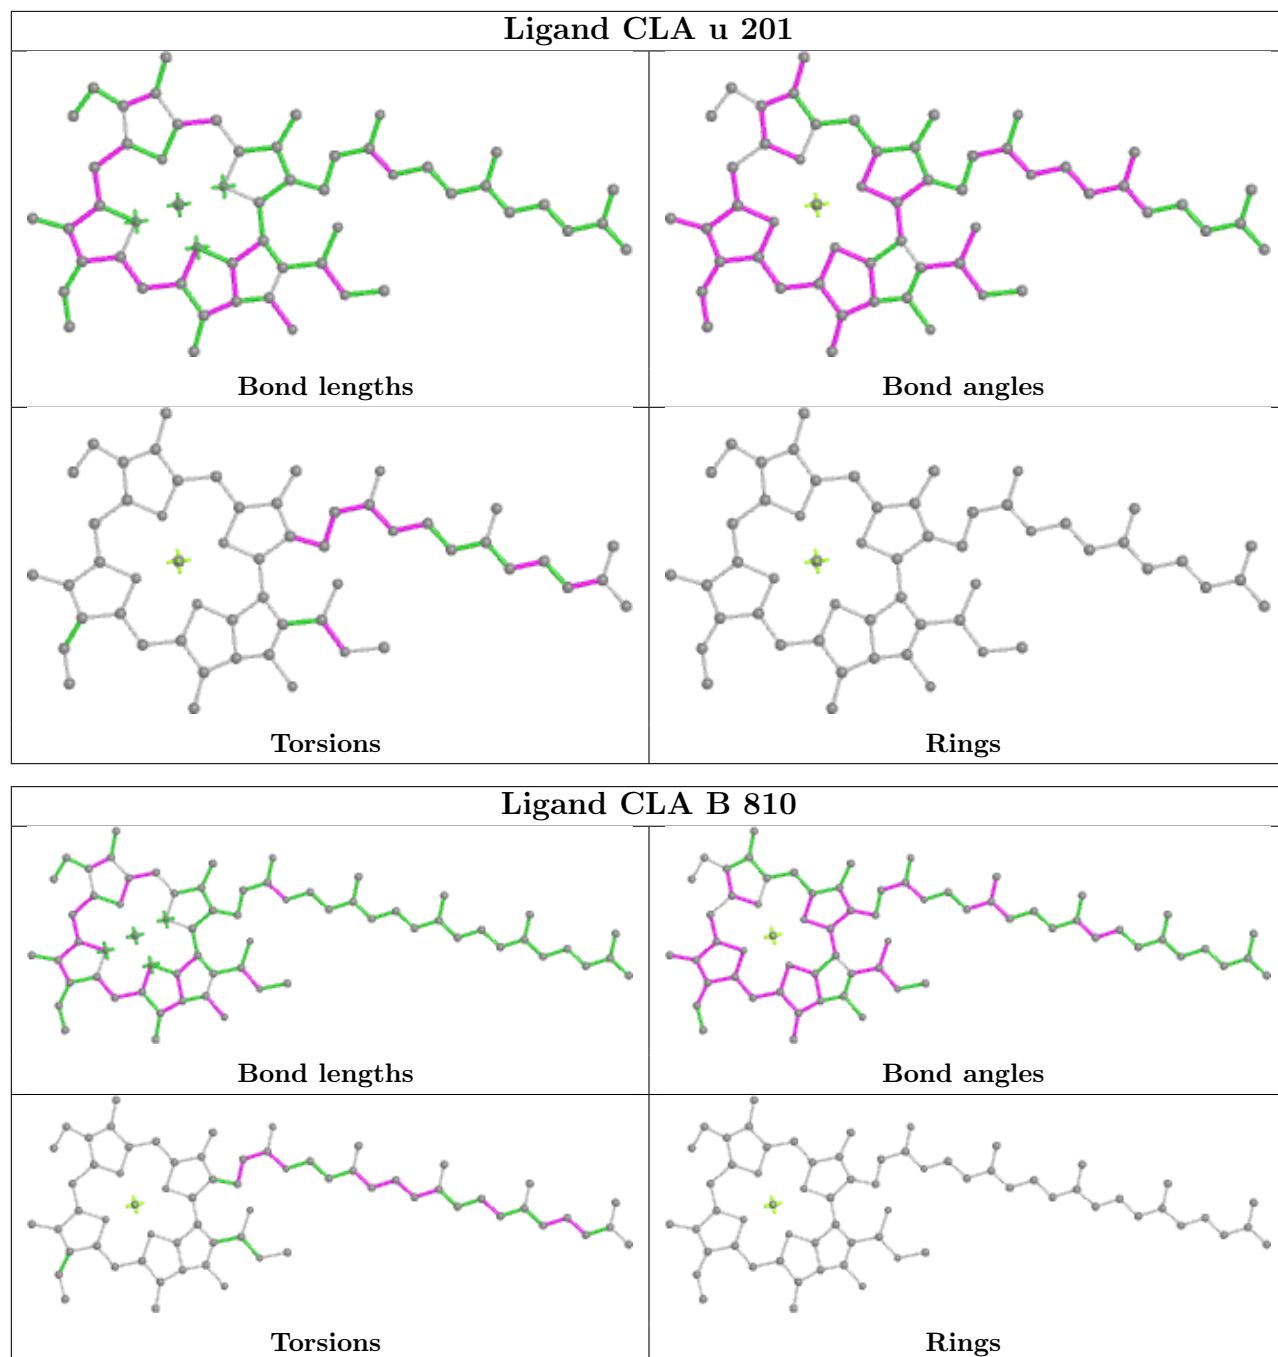 Ligand CLA u 201
Bond lengths
Bond angles
Torsions
Rings
Ligand CLA B 810
Bond lengths
Bond angles
Torsions
Rings